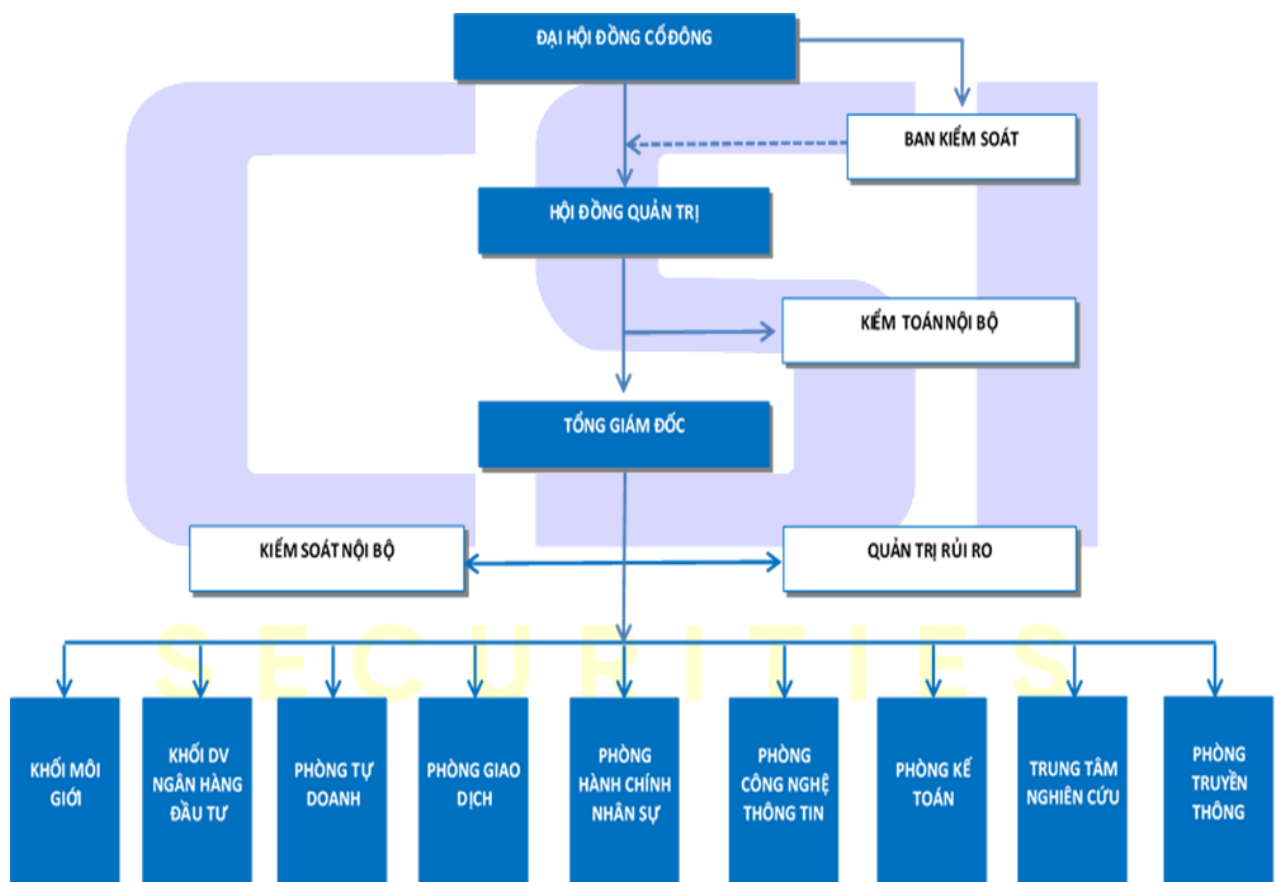 ĐẠI HỘI ĐỒNG CỔ ĐÔNG
BAN KIỂM SOÁT
HỘI ĐỒNG QUẢN TRỊ
KIỂM TOÁN NỘI BỘ
TỔNG GIÁM ĐỐC
KIỂM SOÁT NỘI BỘ
QUẢN TRỊ RỦI RO
CSI
SECURITIES
KHỐI MÔI
GIỚI
KHỐI DV
NGÂN HÀNG
ĐẦU TƯ
PHÒNG TỰ
DOANH
PHÒNG GIAO
DỊCH
PHÒNG
HÀNH CHÍNH
NHÂN SỰ
PHÒNG
CÔNG NGHỆ
THÔNG TIN
PHÒNG KẾ
TOÁN
TRUNG TÂM
NGHIÊN CỨU
PHÒNG
TRUYỀN
THÔNG